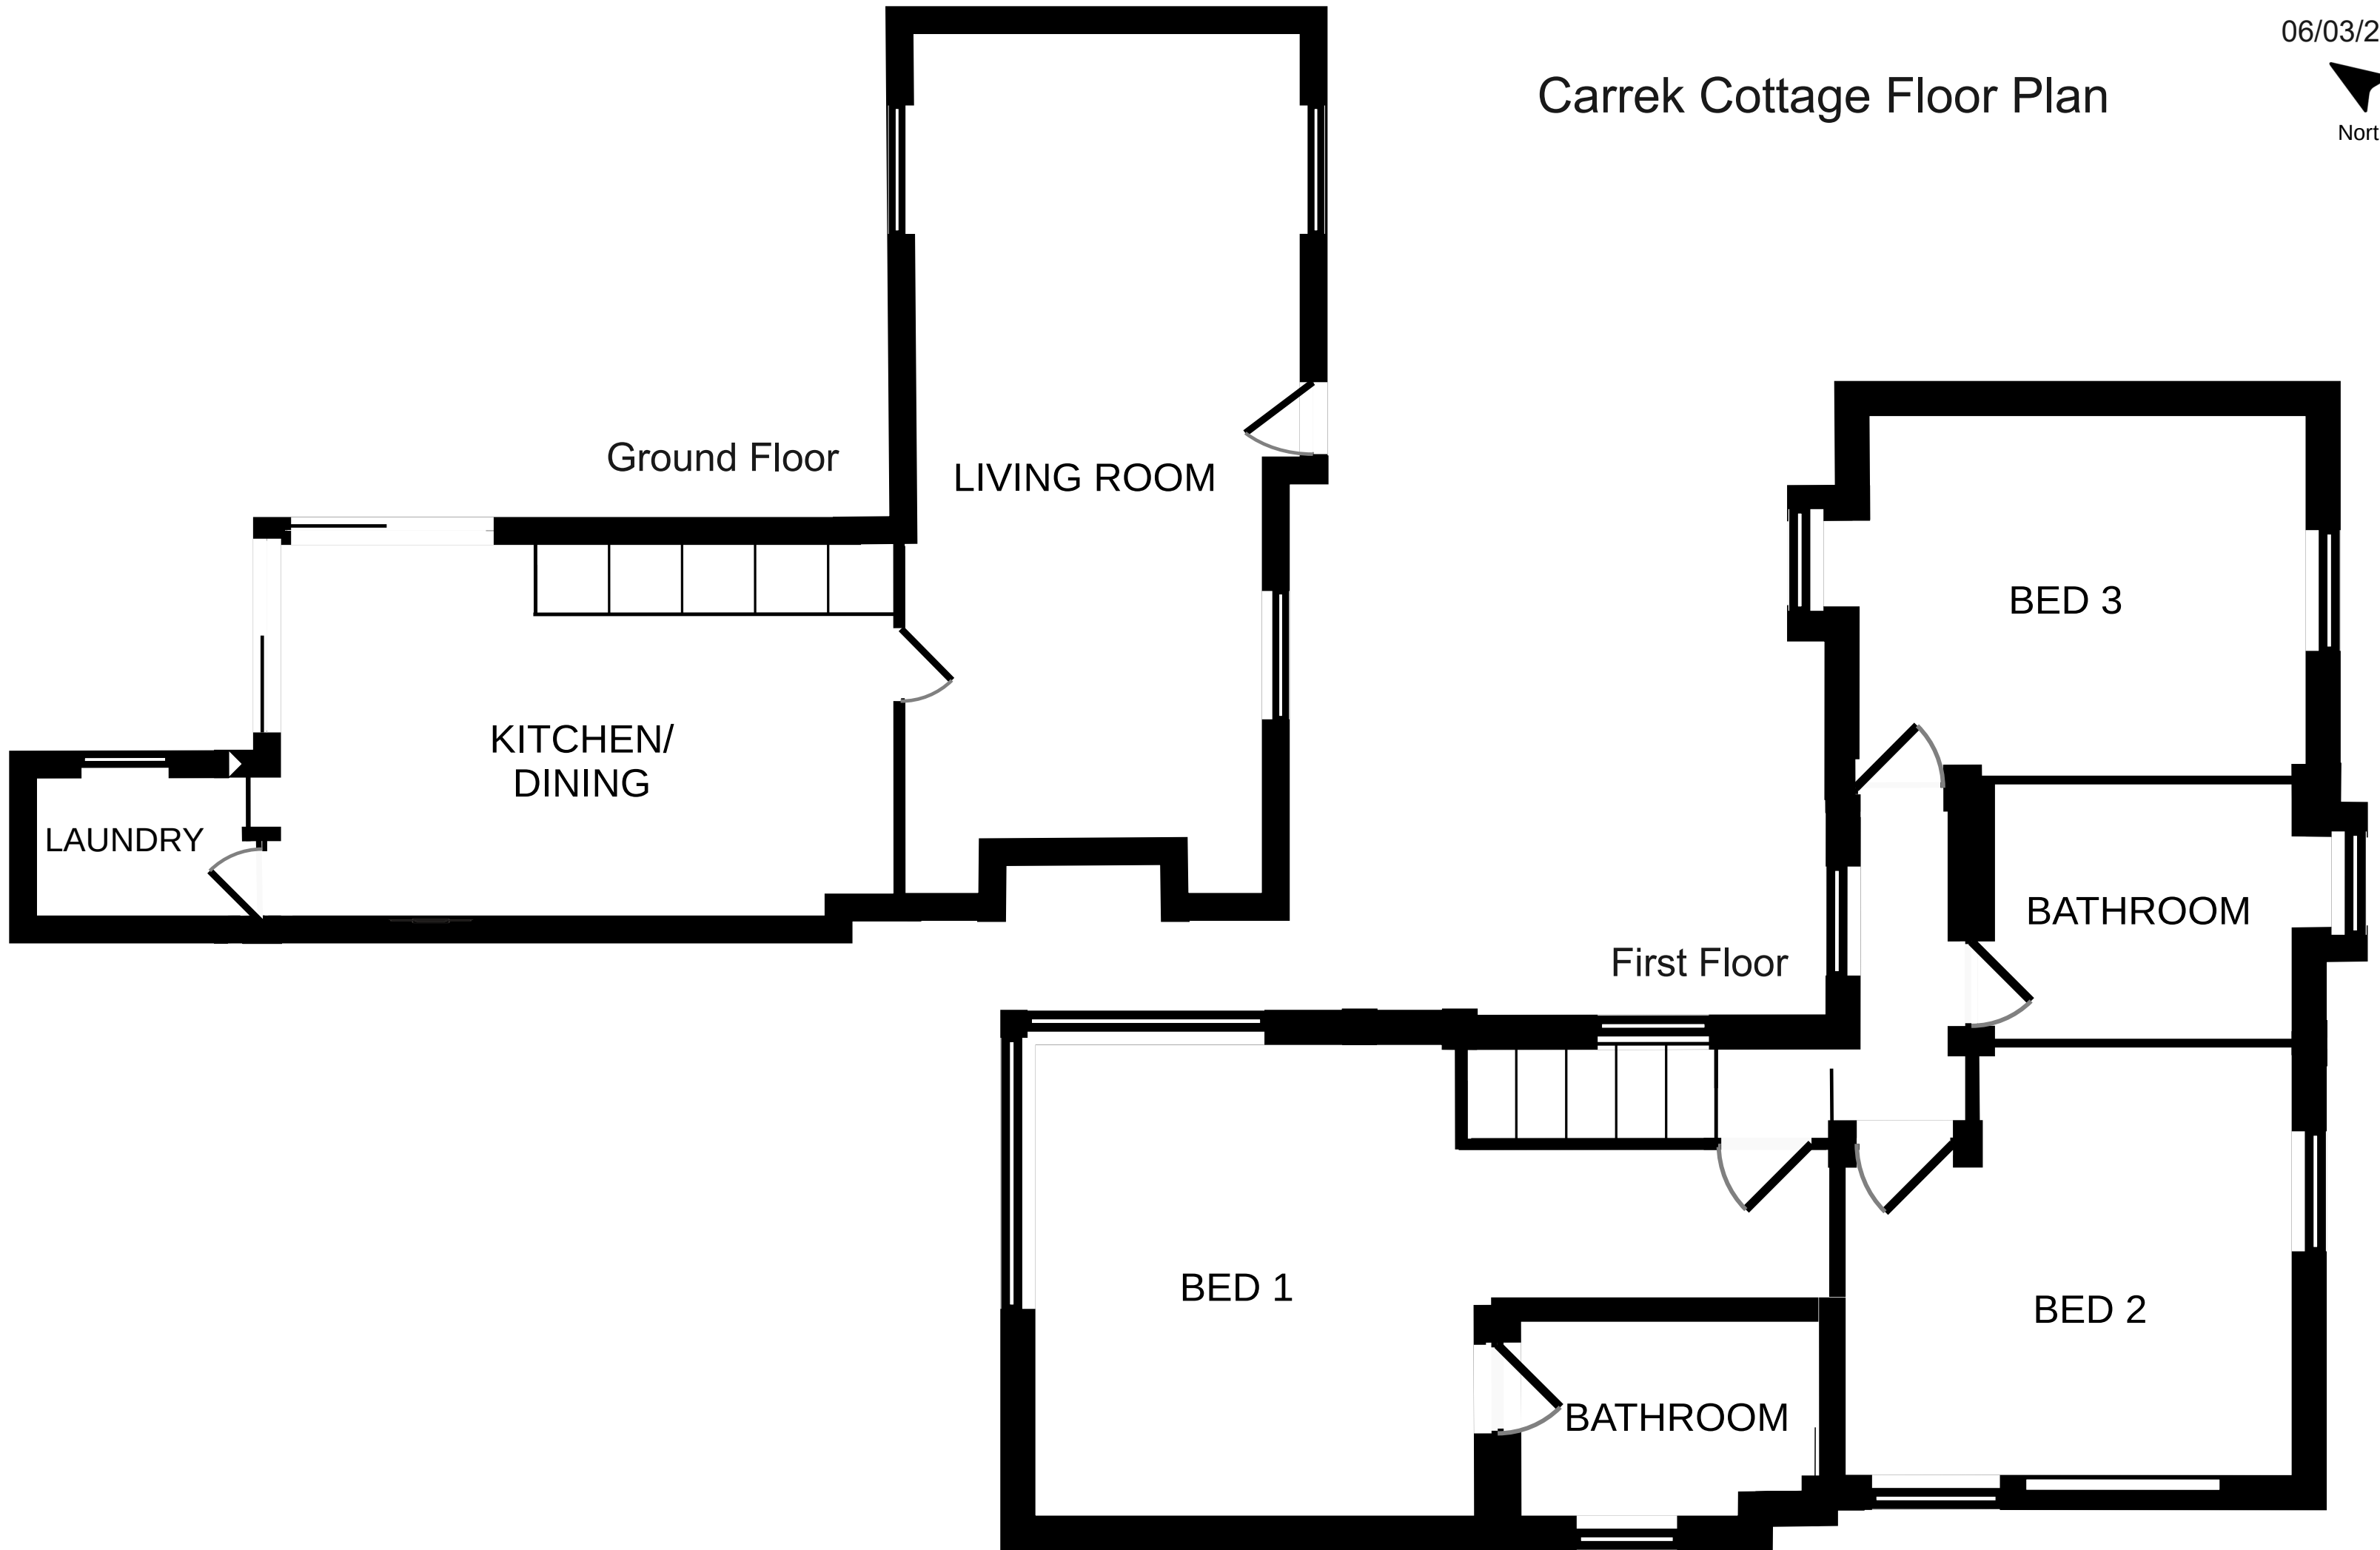 06/03/2
Carrek Cottage Floor Plan
Nort
Ground Floor
LIVING ROOM
KITCHEN/
DINING
LAUNDRY
BED 3
BATHROOM
First Floor
BED 1
BED 2
BATHROOM